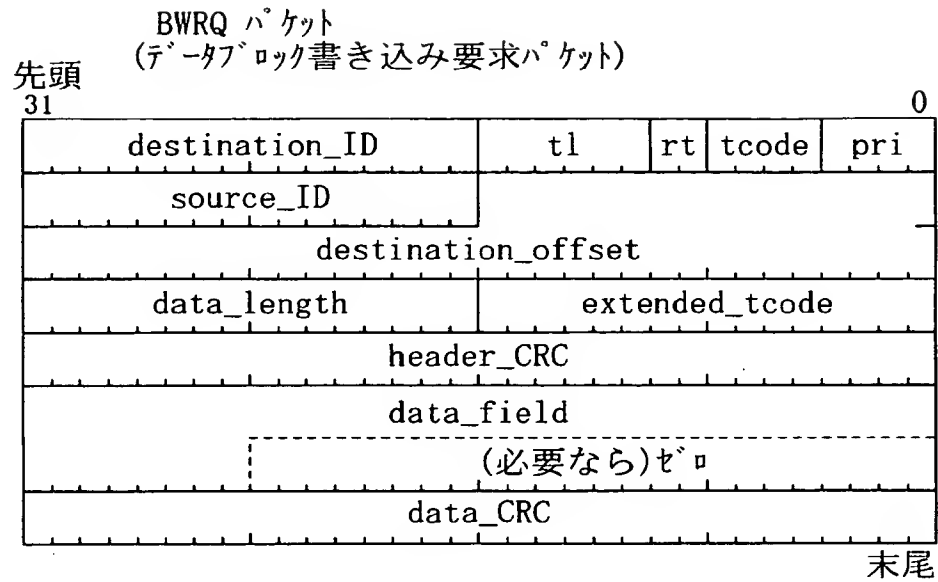 BWRQ パケット
(データブロック書き込み要求パケット)
先頭
31 0
destination_ID tl rt tcode pri
source_ID
destination_offset
data_length extended_tcode
header_CRC
data_field
(必要なら)ゼロ
data_CRC
末尾